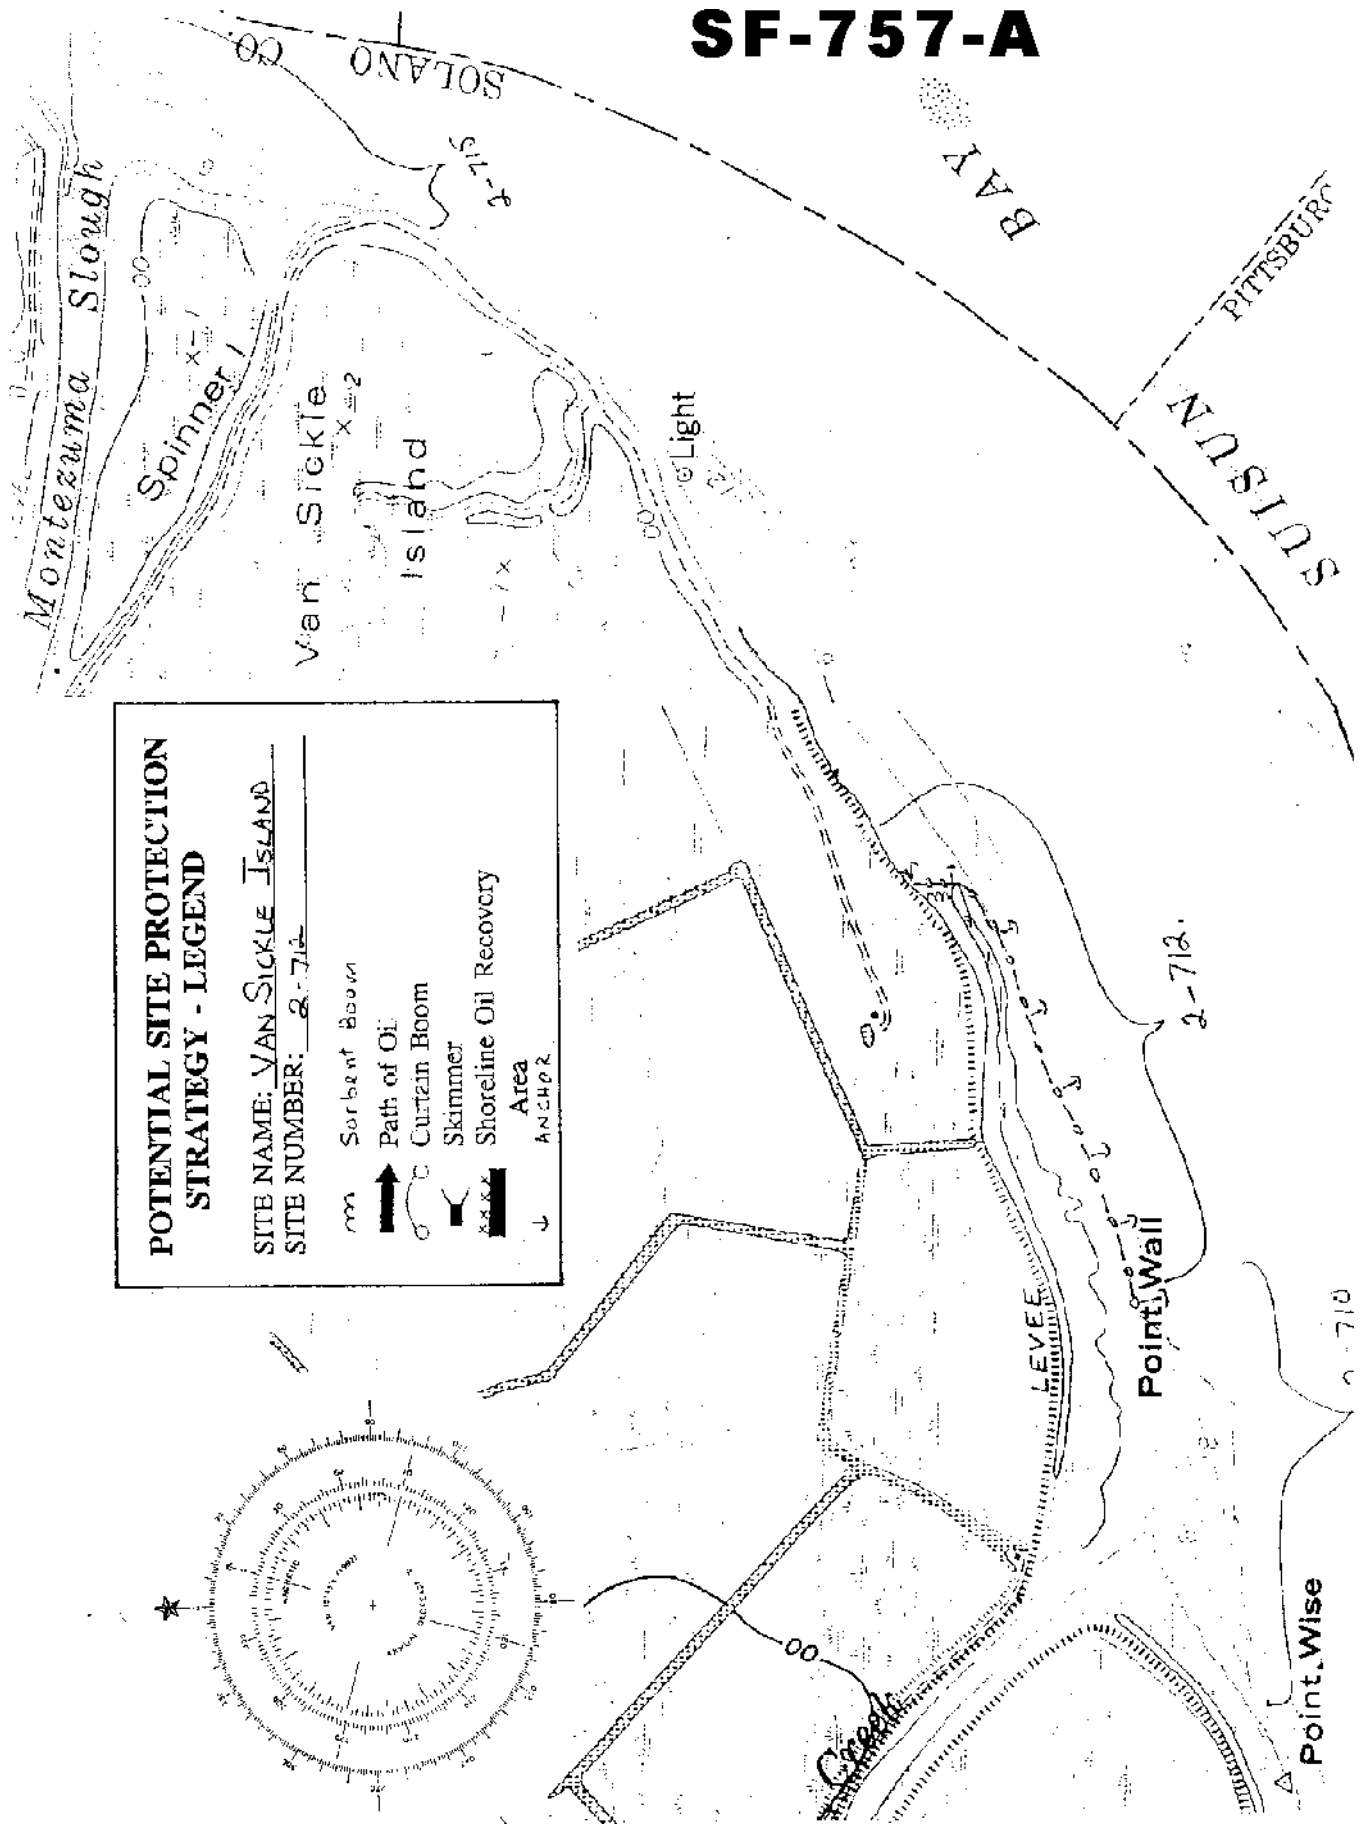 SF-757-A
SOLANO
CO.
2-715
BAY
Montezuma Slough
Spinner I
X-1
Van Sickle
X-2
Island
-1X
Light
PITTSBURG
SUISUN
POTENTIAL SITE PROTECTION
STRATEGY - LEGEND
SITE NAME: VAN SICKLE ISLAND
SITE NUMBER: 2-712
Sorbent Boom
Path of Oil
Curtain Boom
Skimmer
Shoreline Oil Recovery
Area
ANCHOR
2-712
LEVEE
Point Wall
Creek
Point Wise